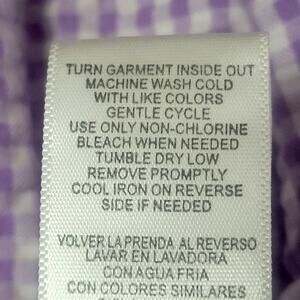 TURN GARMENT INSIDE OUT
MACHINE WASH COLD
WITH LIKE COLORS
GENTLE CYCLE
USE ONLY NON-CHLORINE
BLEACH WHEN NEEDED
TUMBLE DRY LOW
REMOVE PROMPTLY
COOL IRON ON REVERSE
SIDE IF NEEDED
VOLVER LA PRENDA AL REVERSO
LAVAR EN LAVADORA
CON AGUA FRIA
CON COLORES SIMILARES